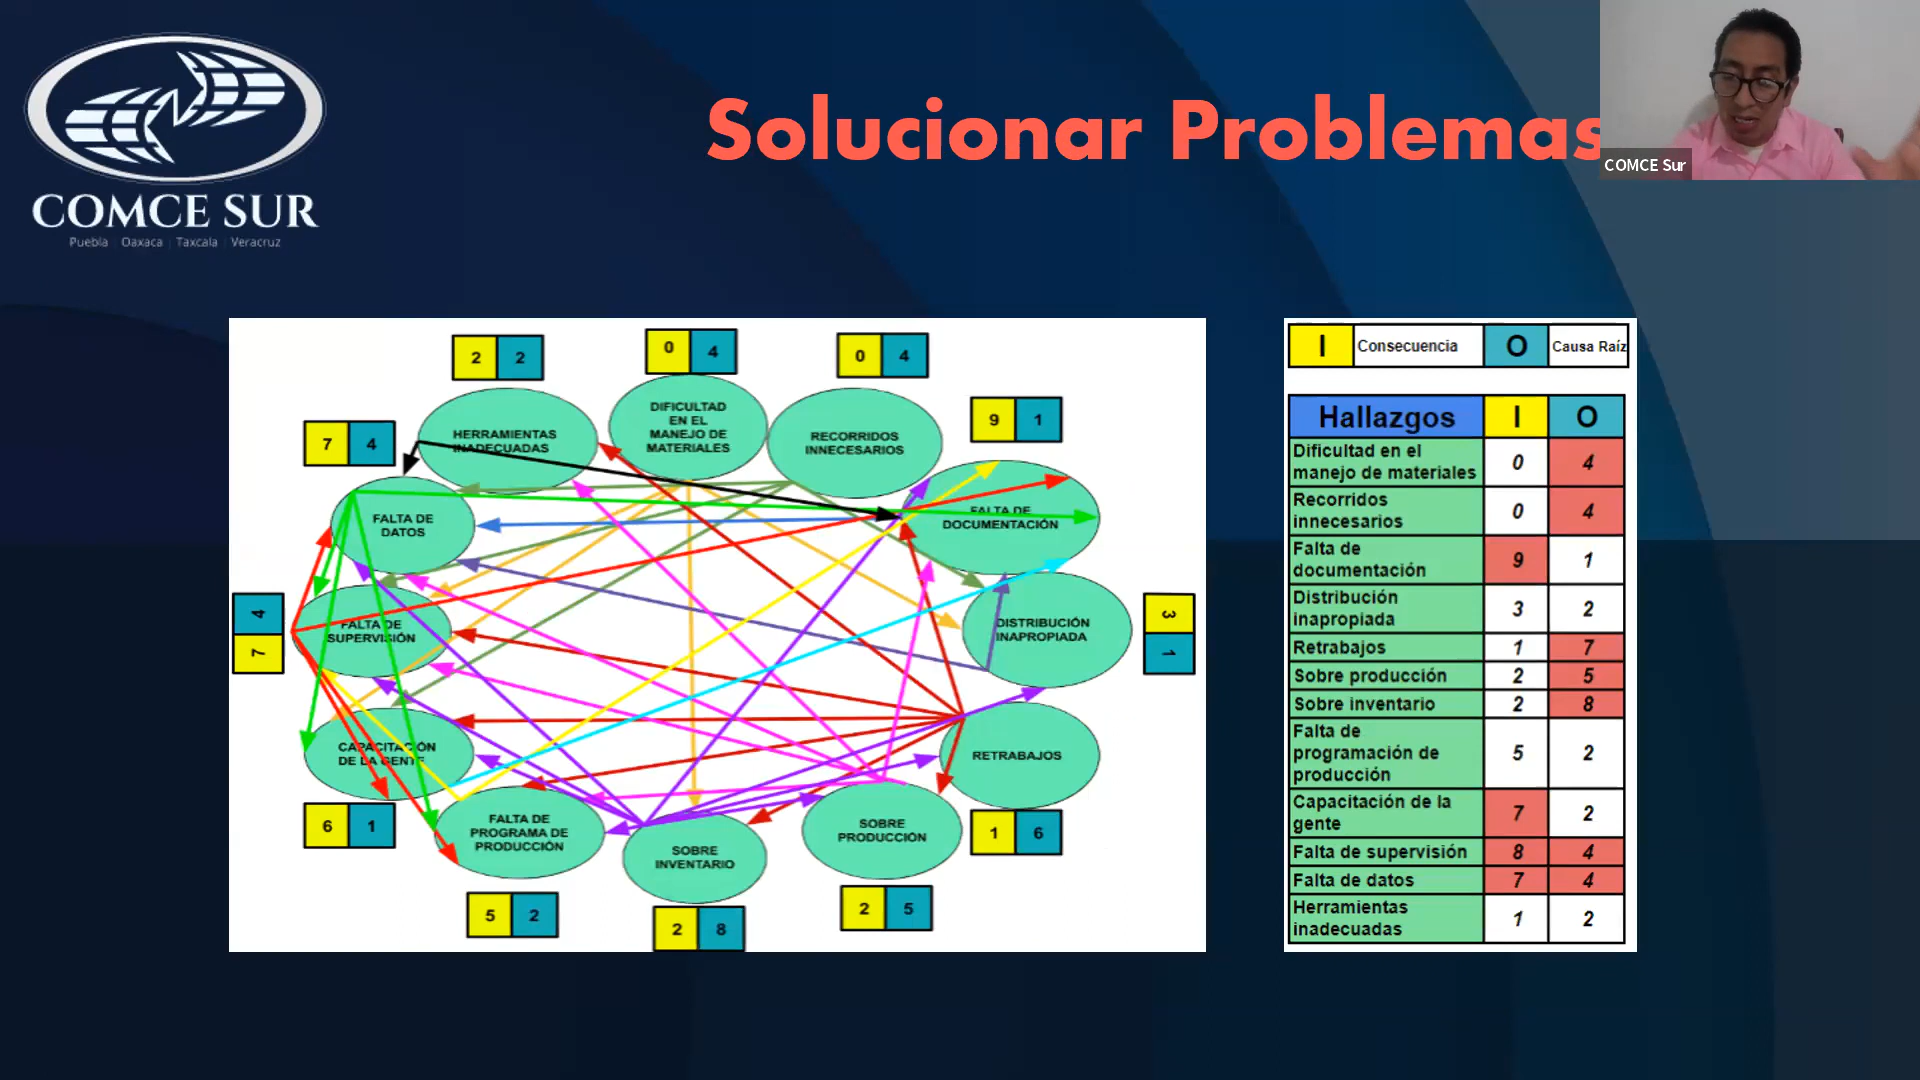 COMCE SUR
Puebla Oaxaca Taxcala Veracruz
Solucionar Problemas
COMCE Sur
2 2
0 4
0 4
7 4
9 1
HERRAMIENTAS
INADECUADAS
DIFICULTAD
EN EL
MANEJO DE
MATERIALES
RECORRIDOS
INNECESARIOS
FALTA DE
DATOS
FALTA DE
DOCUMENTACIÓN
4
7
FALTA DE
SUPERVISIÓN
DISTRIBUCIÓN
INAPROPIADA
3
1
CAPACITACIÓN
DE LA GENTE
RETRABAJOS
6 1
FALTA DE
PROGRAMA DE
PRODUCCIÓN
SOBRE
INVENTARIO
SOBRE
PRODUCCIÓN
1 6
5 2
2 8
2 5
I Consecuencia O Causa Raíz
Hallazgos I O
Dificultad en el
manejo de materiales 0 4
Recorridos
innecesarios 0 4
Falta de
documentación 9 1
Distribución
inapropiada 3 2
Retrabajos 1 7
Sobre producción 2 5
Sobre inventario 2 8
Falta de
programación de
producción 5 2
Capacitación de la
gente 7 2
Falta de supervisión 8 4
Falta de datos 7 4
Herramientas
inadecuadas 1 2